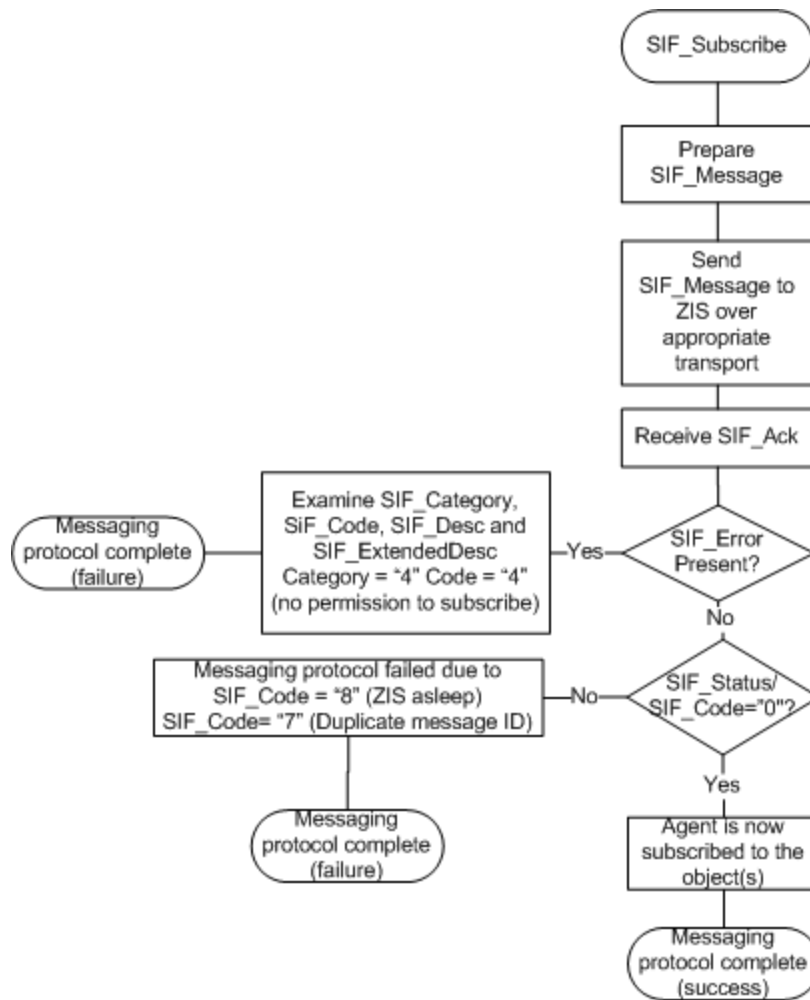 SIF_Subscribe
Prepare
SIF_Message
Send
SIF_Message to
ZIS over
appropriate
transport
Receive SIF_Ack
SIF_Error
Present?
Yes
Examine SIF_Category,
SiF_Code, SIF_Desc and
SIF_ExtendedDesc
Category = “4” Code = “4”
(no permission to subscribe)
Messaging
protocol complete
(failure)
No
SIF_Status/
SIF_Code="0"?
No
Messaging protocol failed due to
SIF_Code = “8” (ZIS asleep)
SIF_Code= “7” (Duplicate message ID)
Messaging
protocol complete
(failure)
Yes
Agent is now
subscribed to the
object(s)
Messaging
protocol complete
(success)